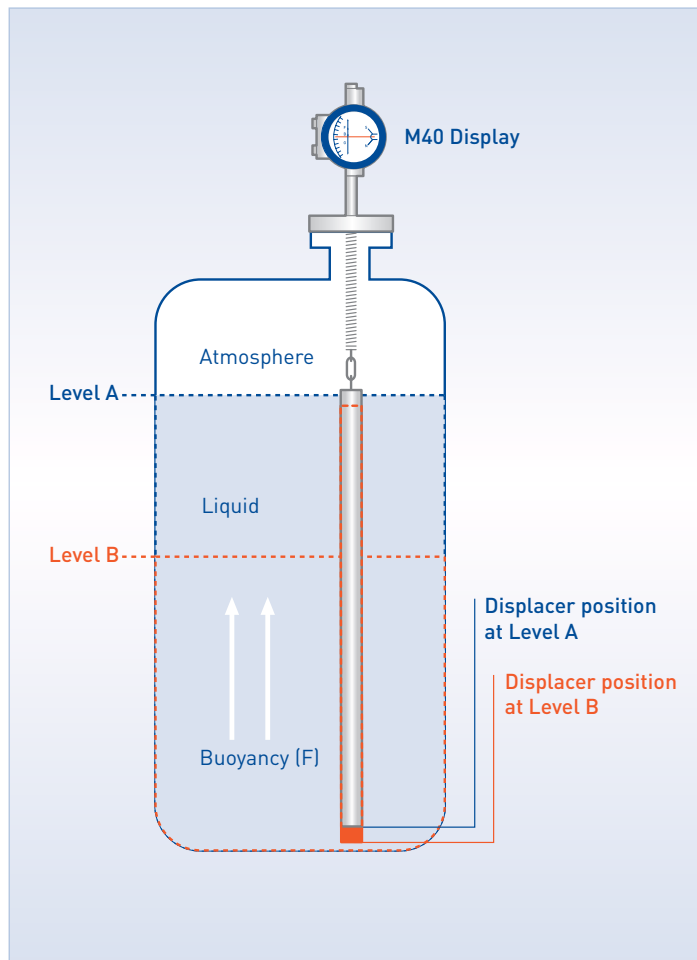 M40 Display
Atmosphere
Level A
Liquid
Level B
Displacer position
at Level A
Displacer position
at Level B
Buoyancy (F)